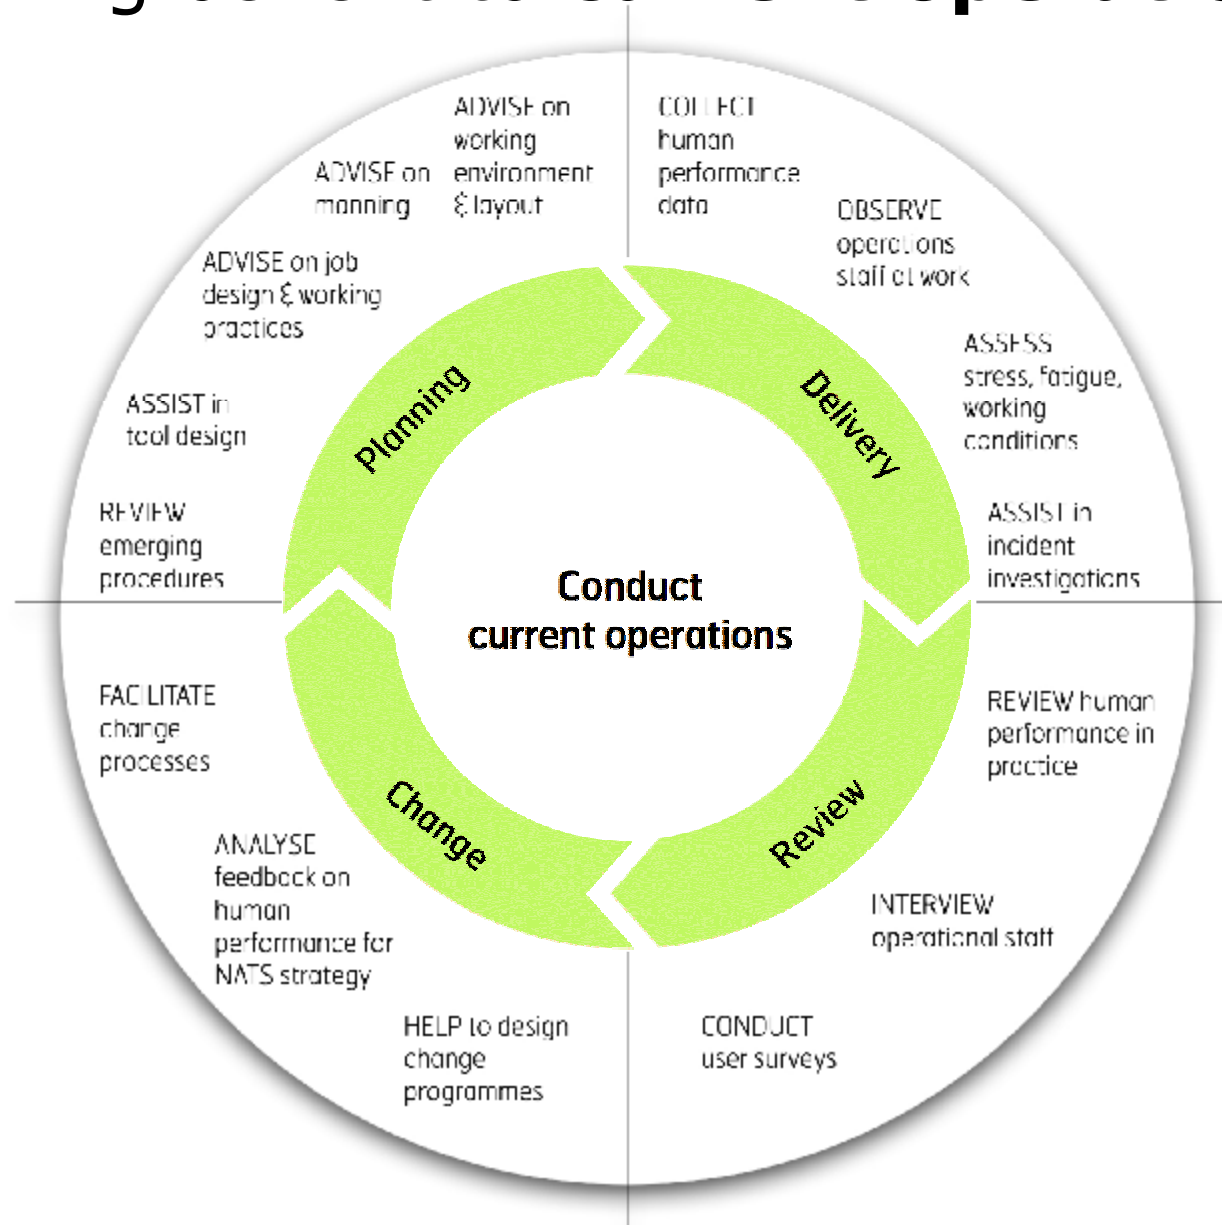 ADVISE on
working
environment
& layout
ADVISE on
manning
ADVISE on job
design & working
practices
ASSIST in
tool design
REVIEW
emerging
procedures
COLLECT
human
performance
data
OBSERVE
operations
staff at work
ASSESS
stress, fatigue,
working
conditions
ASSIST in
incident
investigations
Planning
Delivery
Conduct
current operations
Change
Review
REVIEW human
performance in
practice
INTERVIEW
operational staff
CONDUCT
user surveys
FACILITATE
change
processes
ANALYSE
feedback on
human
performance for
NATS strategy
HELP to design
change
programmes